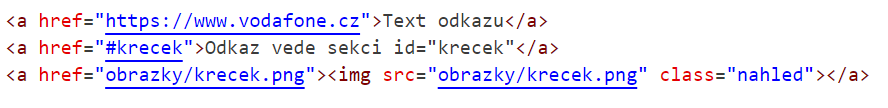 <a href="https://www.vodafone.cz">Text odkazu</a>
<a href="#krecek">Odkaz vede sekci id="krecek"</a>
<a href="obrazky/krecek.png"><img src="obrazky/krecek.png" class="nahled"></a>